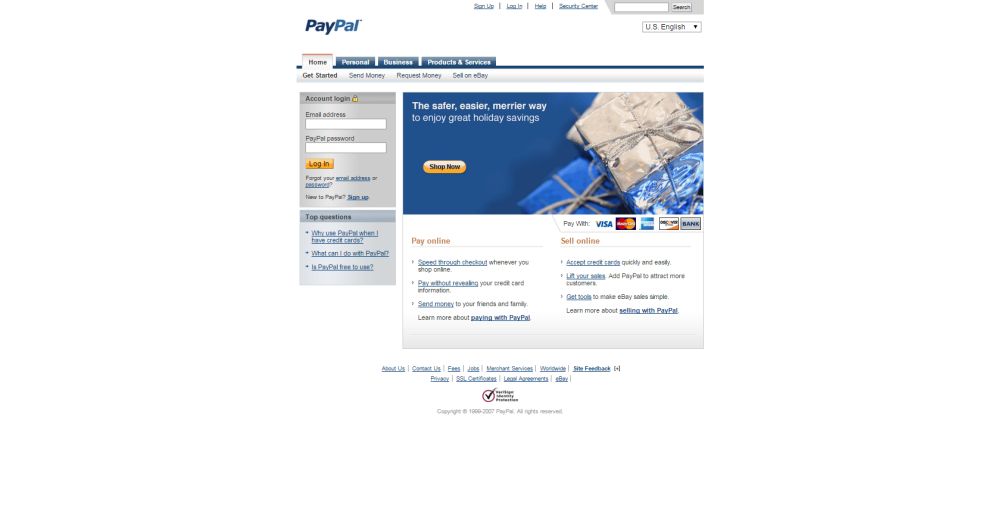 Sign Up | Log In | Help | Security Center Search
PayPal
U.S. English
Home Personal Business Products & Services
Get Started Send Money Request Money Sell on eBay
Account login
Email address
PayPal password
Log In
Forgot your email address or
password?
New to PayPal? Sign up.
Top questions
Why use PayPal when I
have credit cards?
What can I do with PayPal?
Is PayPal free to use?
The safer, easier, merrier way
to enjoy great holiday savings
Shop Now
Pay With: VISA MasterCard DISCOVER BANK
Pay online
Speed through checkout whenever you
shop online.
Pay without revealing your credit card
information.
Send money to your friends and family.
Learn more about paying with PayPal.
Sell online
Accept credit cards quickly and easily.
Lift your sales. Add PayPal to attract more
customers.
Get tools to make eBay sales simple.
Learn more about selling with PayPal.
About Us | Contact Us | Fees | Jobs | Merchant Services | Worldwide | Site Feedback [+]
Privacy | SSL Certificates | Legal Agreements | eBay |
VeriSign
Identity
Protection
Copyright © 1999-2007 PayPal. All rights reserved.